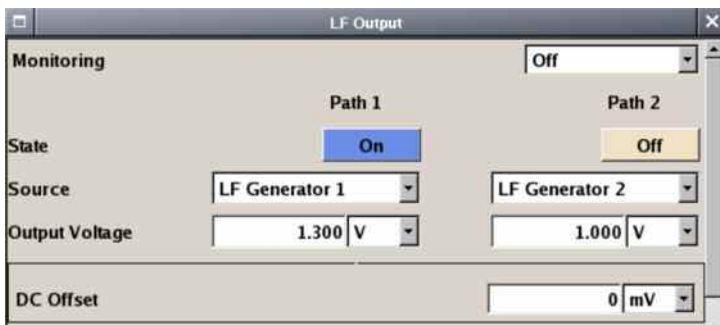 LF Output
Monitoring Off
Path 1 Path 2
State On Off
Source LF Generator 1 LF Generator 2
Output Voltage 1.300 V 1.000 V
DC Offset 0 mV